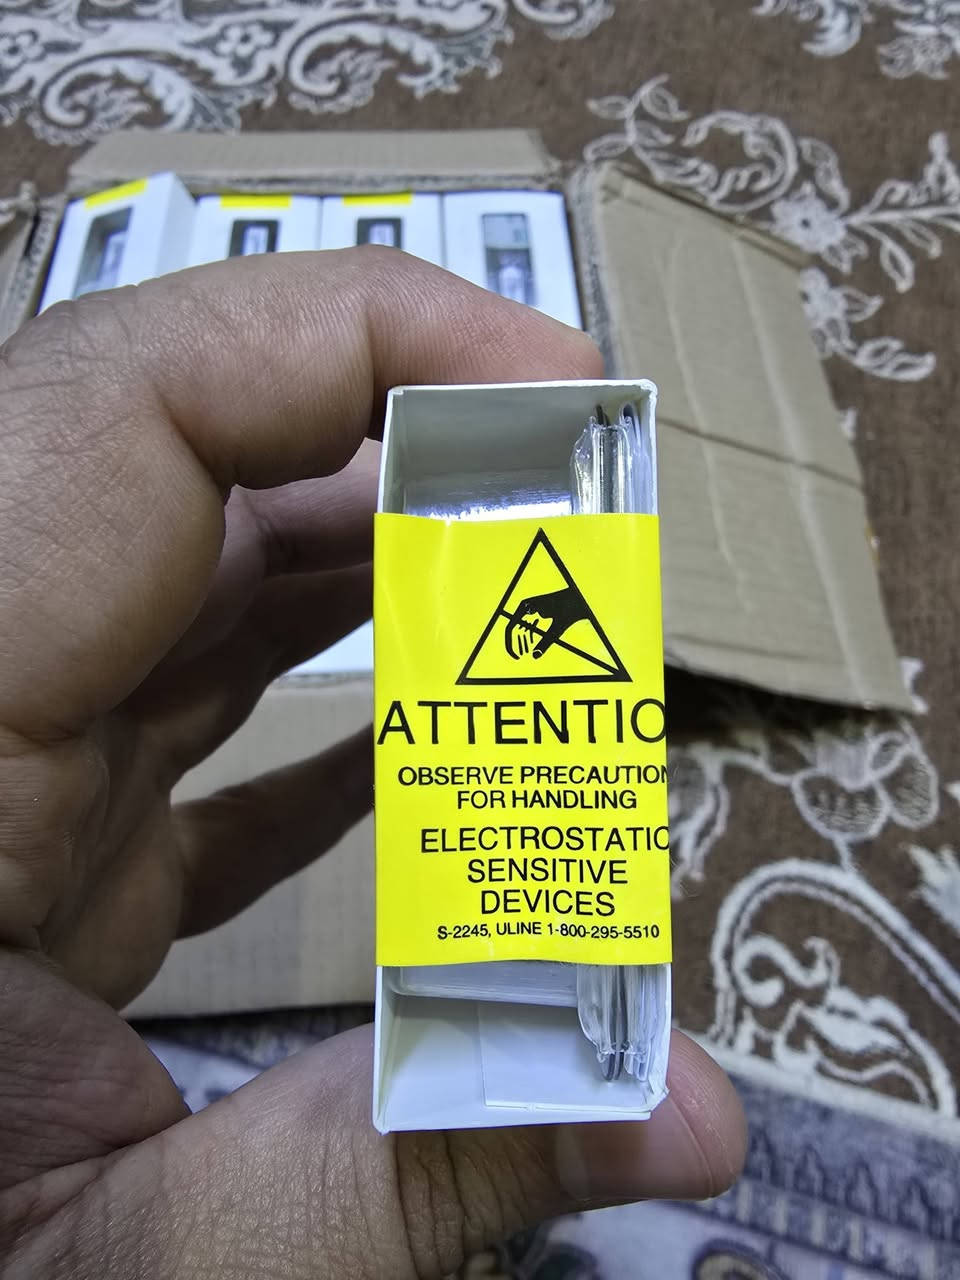 ATTENTIO
OBSERVE PRECAUTION
FOR HANDLING
ELECTROSTATIC
SENSITIVE
DEVICES
S-2245, ULINE 1-800-295-5510